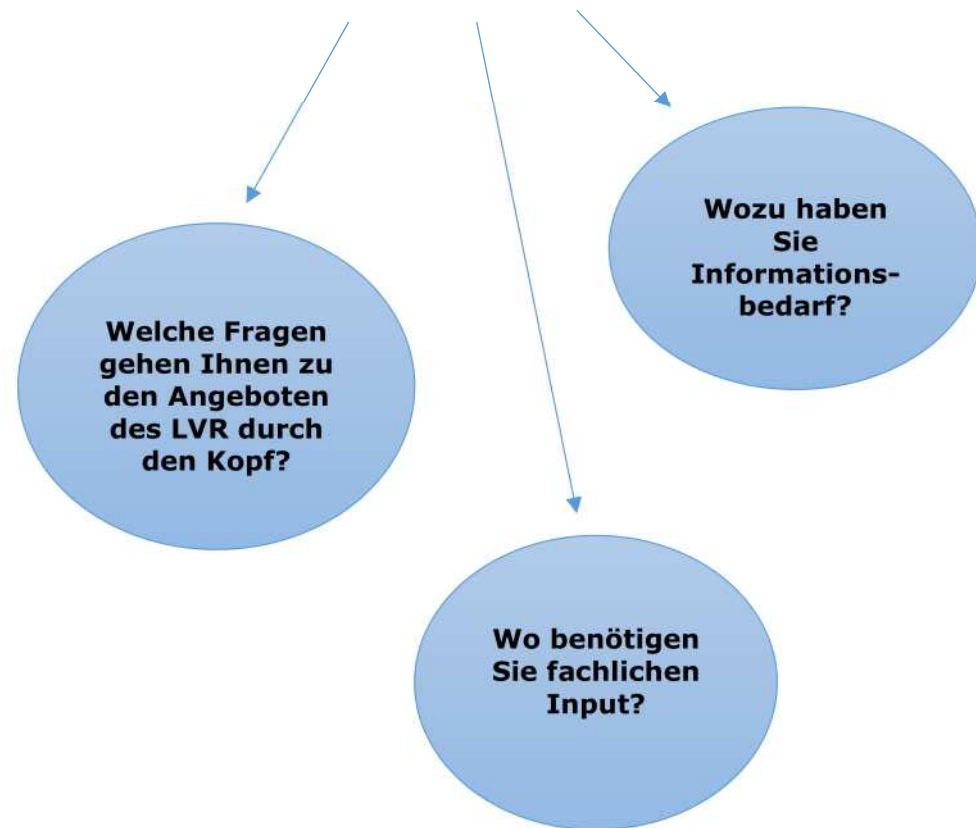 Welche Fragen
gehen Ihnen zu
den Angeboten
des LVR durch
den Kopf?
Wozu haben
Sie
Informations-
bedarf?
Wo benötigen
Sie fachlichen
Input?